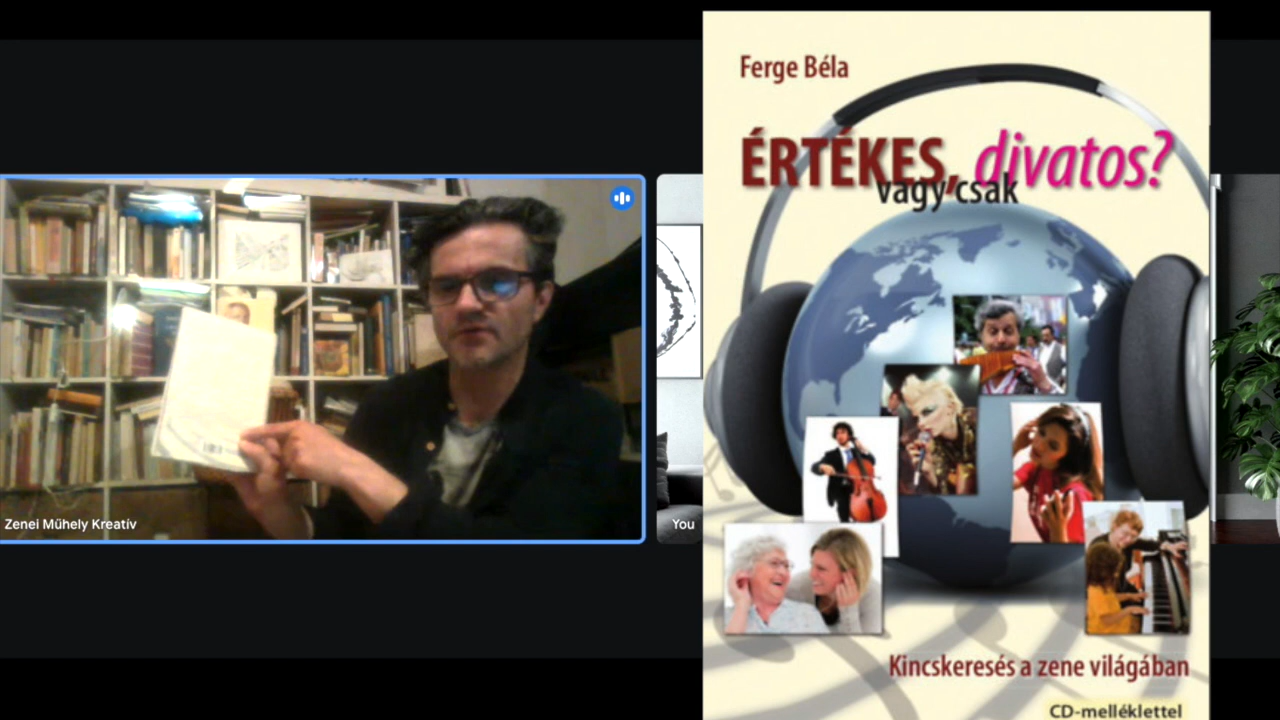 Zenei Műhely Kreatív
You
Ferge Béla
ÉRTÉKES, divatos?
vagy csak
Kincskeresés a zene világában
CD-melléklettel